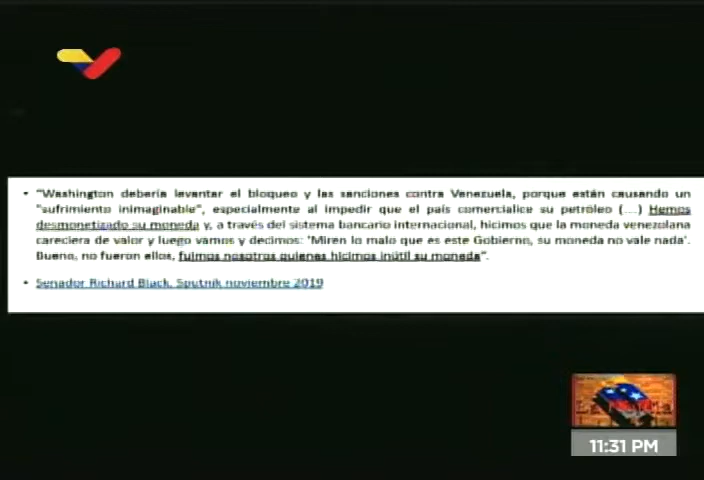 • "Washington debería levantar el bloqueo y las sanciones contra Venezuela, porque están causando un
"sufrimiento inimaginable", especialmente al impedir que el país comercialice su petróleo (...) Hemos
desmonetizado su moneda y, a través del sistema bancario internacional, hicimos que la moneda venezolana
careciera de valor y luego vamos y decimos: 'Miren lo malo que es este Gobierno, su moneda no vale nada'.
Bueno, no fueron ellos, fuimos nosotros quienes hicimos inútil su moneda".
• Senador Richard Black, Sputnik noviembre 2019
11:31 PM